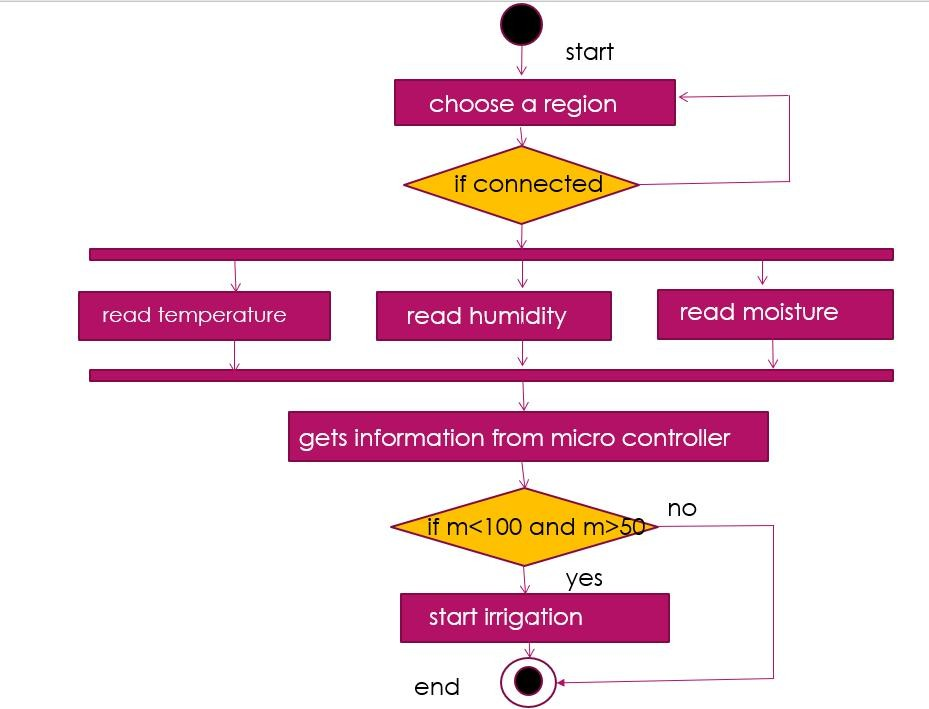 start
choose a region
if connected
read temperature
read humidity
read moisture
gets information from micro controller
if m<100 and m>50
no
yes
start irrigation
end